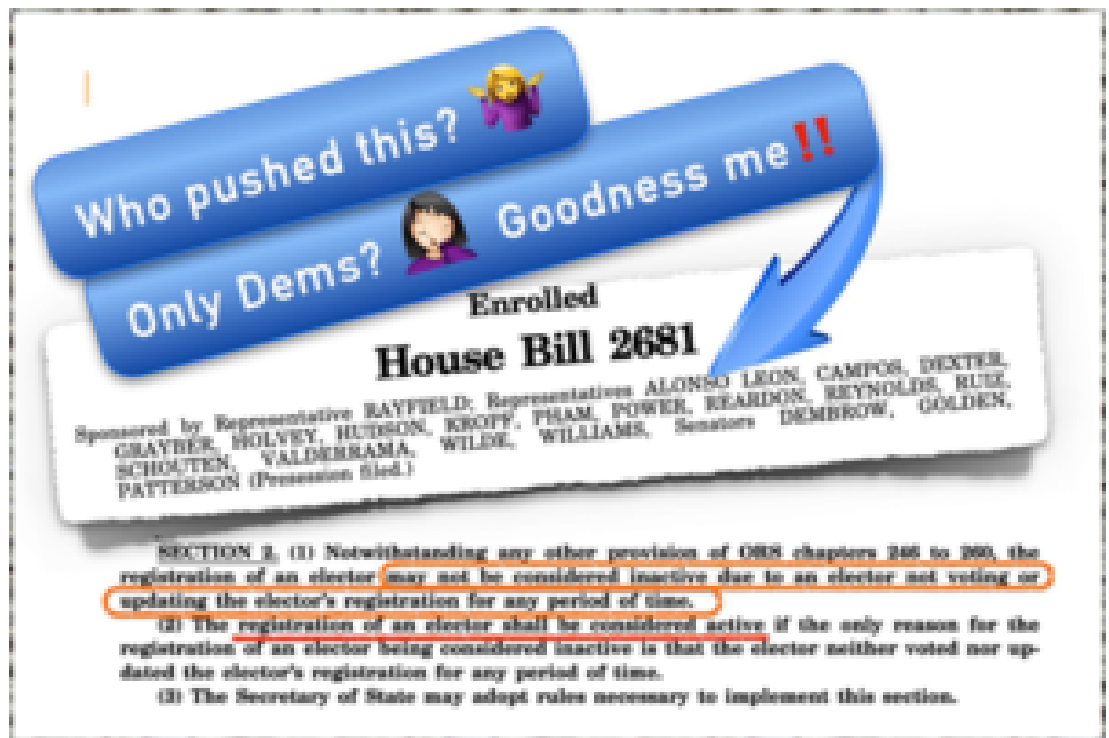 Who pushed this?
Only Dems? Goodness me!!
Enrolled
House Bill 2681
Sponsored by Representative RAYFIELD; Representatives ALONSO LEON, CAMPOS, DEXTER,
GRAYBER, HOLVEY, HUDSON, KROPF, PHAM, POWER, REARDON, REYNOLDS, RUIZ,
SCHOUTEN, VALDERRAMA, WILDE, WILLIAMS, Senators DEMBROW, GOLDEN,
PATTERSON (Presession filed.)
SECTION 2. (1) Notwithstanding any other provision of ORS chapters 246 to 260, the
registration of an elector may not be considered inactive due to an elector not voting or
updating the elector's registration for any period of time.
(2) The registration of an elector shall be considered active if the only reason for the
registration of an elector being considered inactive is that the elector neither voted nor up-
dated the elector's registration for any period of time.
(3) The Secretary of State may adopt rules necessary to implement this section.